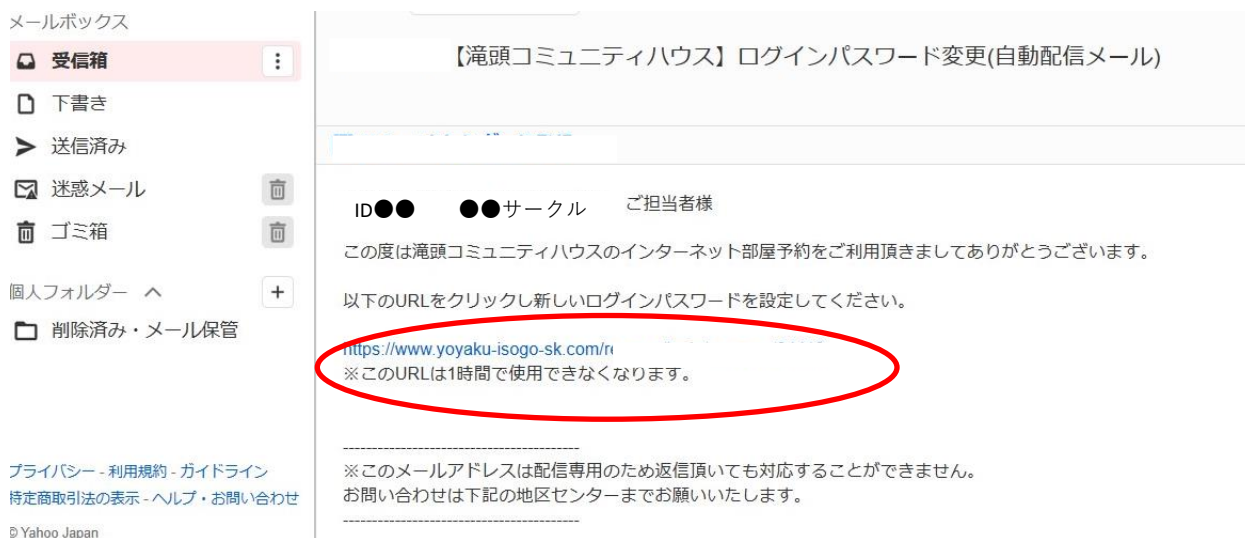 メールボックス
受信箱
下書き
送信済み
迷惑メール
ゴミ箱
個人フォルダー
削除済み・メール保管
プライバシー - 利用規約 - ガイドライン
特定商取引法の表示 - ヘルプ・お問い合わせ
© Yahoo Japan
【滝頭コミュニティハウス】ログインパスワード変更(自動配信メール)
ID●● ●●サークル ご担当者様
この度は滝頭コミュニティハウスのインターネット部屋予約をご利用頂きましてありがとうございます。
以下のURLをクリックし新しいログインパスワードを設定してください。
https://www.yoyaku-isogo-sk.com/re
※このURLは1時間で使用できなくなります。
----------------------------------------
※このメールアドレスは配信専用のため返信頂いても対応することができません。
お問い合わせは下記の地区センターまでお願いいたします。
----------------------------------------